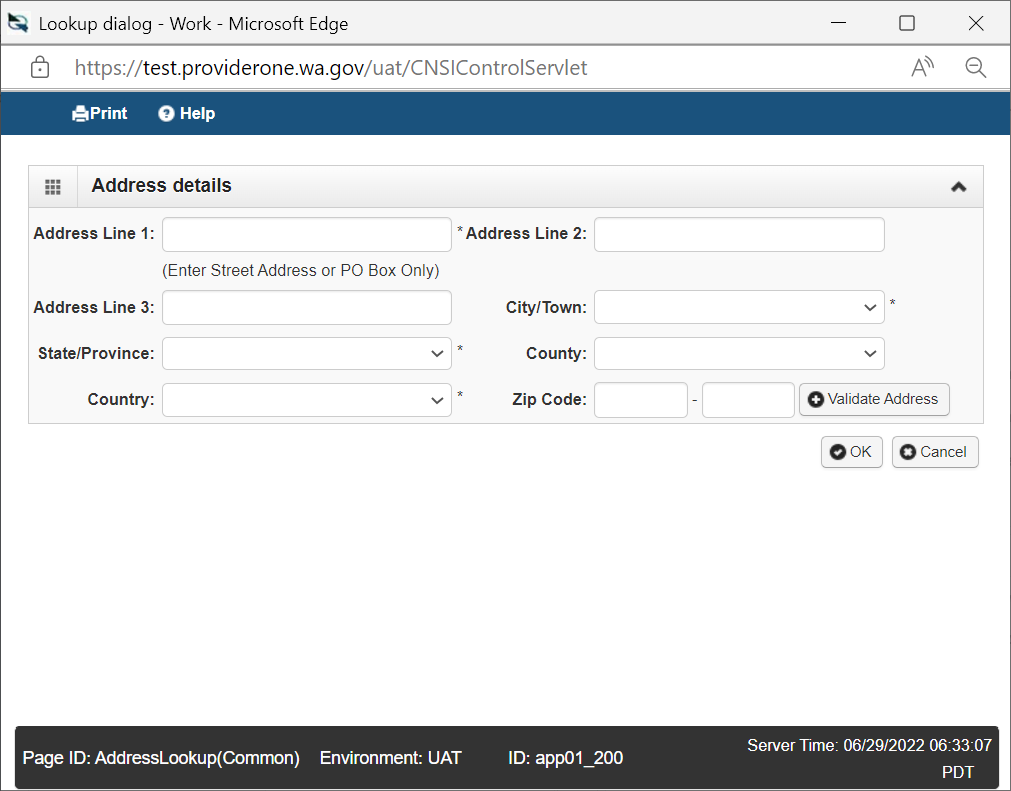 Lookup dialog - Work - Microsoft Edge
https://test.providerone.wa.gov/uat/CNSIControlServlet
Print Help
Address details
Address Line 1: * Address Line 2:
(Enter Street Address or PO Box Only)
Address Line 3: City/Town: *
State/Province: * County:
Country: * Zip Code: - Validate Address
OK Cancel
Page ID: AddressLookup(Common) Environment: UAT ID: app01_200 Server Time: 06/29/2022 06:33:07
PDT